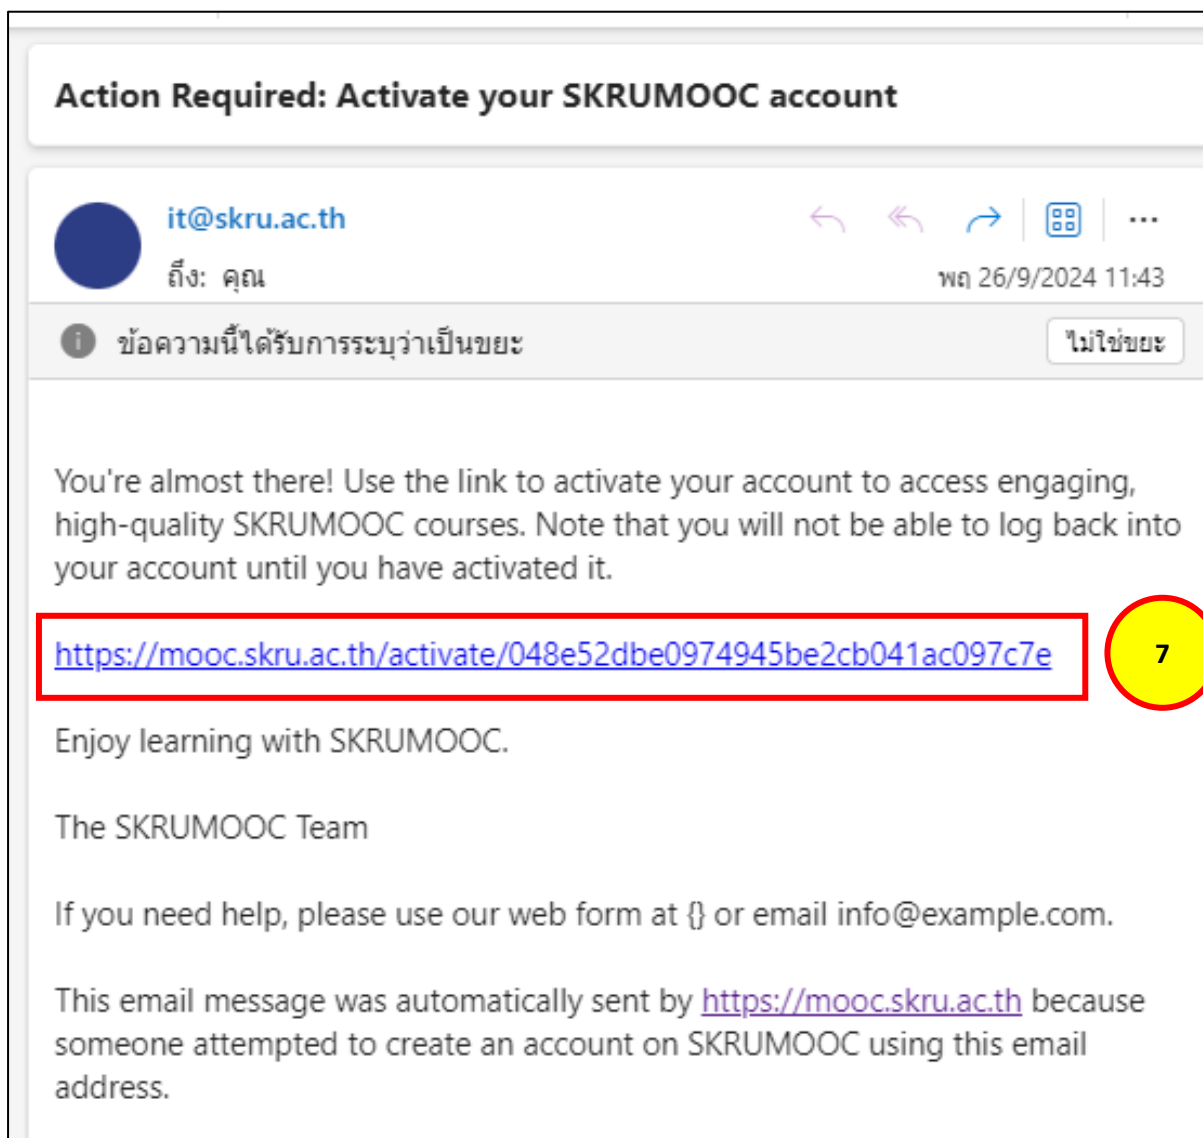 Action Required: Activate your SKRUMOOC account
it@skru.ac.th
ถึง: คุณ
พฤ 26/9/2024 11:43
ข้อความนี้ได้รับการระบุว่าเป็นขยะ
ไม่ใช่ขยะ
You're almost there! Use the link to activate your account to access engaging,
high-quality SKRUMOOC courses. Note that you will not be able to log back into
your account until you have activated it.
https://mooc.skru.ac.th/activate/048e52dbe0974945be2cb041ac097c7e
7
Enjoy learning with SKRUMOOC.
The SKRUMOOC Team
If you need help, please use our web form at {} or email info@example.com.
This email message was automatically sent by https://mooc.skru.ac.th because
someone attempted to create an account on SKRUMOOC using this email
address.